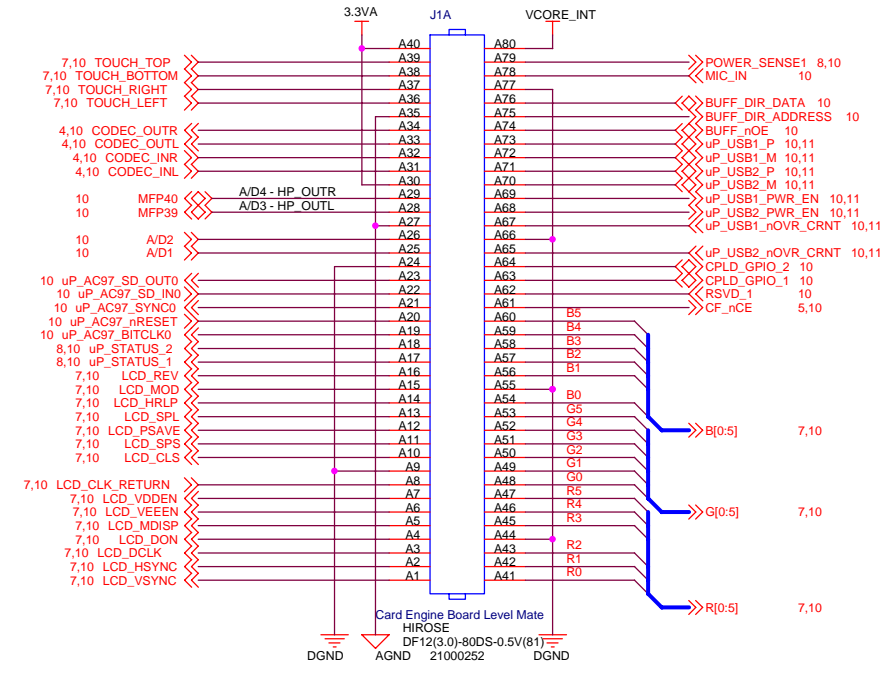 3.3VA J1A VCORE_INT
A40 A80
7,10 TOUCH_TOP A39 A79 POWER_SENSE1 8,10
7,10 TOUCH_BOTTOM A38 A78 MIC_IN 10
7,10 TOUCH_RIGHT A37 A77
7,10 TOUCH_LEFT A36 A76 BUFF_DIR_DATA 10
A35 A75 BUFF_DIR_ADDRESS 10
4,10 CODEC_OUTR A34 A74 BUFF_nOE 10
4,10 CODEC_OUTL A33 A73 uP_USB1_P 10,11
4,10 CODEC_INR A32 A72 uP_USB1_M 10,11
4,10 CODEC_INL A31 A71 uP_USB2_P 10,11
A30 A70 uP_USB2_M 10,11
10 MFP40 A/D4 - HP_OUTR A29 A69 uP_USB1_PWR_EN 10,11
10 MFP39 A/D3 - HP_OUTL A28 A68 uP_USB2_PWR_EN 10,11
A27 A67 uP_USB1_nOVR_CRNT 10,11
10 A/D2 A26 A66
10 A/D1 A25 A65 uP_USB2_nOVR_CRNT 10,11
A24 A64 CPLD_GPIO_2 10
10 uP_AC97_SD_OUT0 A23 A63 CPLD_GPIO_1 10
10 uP_AC97_SD_IN0 A22 A62 RSVD_1 10
10 uP_AC97_SYNC0 A21 A61 CF_nCE 5,10
10 uP_AC97_nRESET A20 A60 B5
10 uP_AC97_BITCLK0 A19 A59 B4
8,10 uP_STATUS_2 A18 A58 B3
8,10 uP_STATUS_1 A17 A57 B2
7,10 LCD_REV A16 A56 B1
7,10 LCD_MOD A15 A55
7,10 LCD_HRLP A14 A54 B0
7,10 LCD_SPL A13 A53 G5
7,10 LCD_PSAVE A12 A52 G4 B[0:5] 7,10
7,10 LCD_SPS A11 A51 G3
7,10 LCD_CLS A10 A50 G2
A9 A49 G1
7,10 LCD_CLK_RETURN A8 A48 G0
7,10 LCD_VDDEN A7 A47 R5
7,10 LCD_VEEEN A6 A46 R4 G[0:5] 7,10
7,10 LCD_MDISP A5 A45 R3
7,10 LCD_DON A4 A44
7,10 LCD_DCLK A3 A43 R2
7,10 LCD_HSYNC A2 A42 R1
7,10 LCD_VSYNC A1 A41 R0
R[0:5] 7,10
Card Engine Board Level Mate
HIROSE
DF12(3.0)-80DS-0.5V(81)
DGND AGND 21000252 DGND